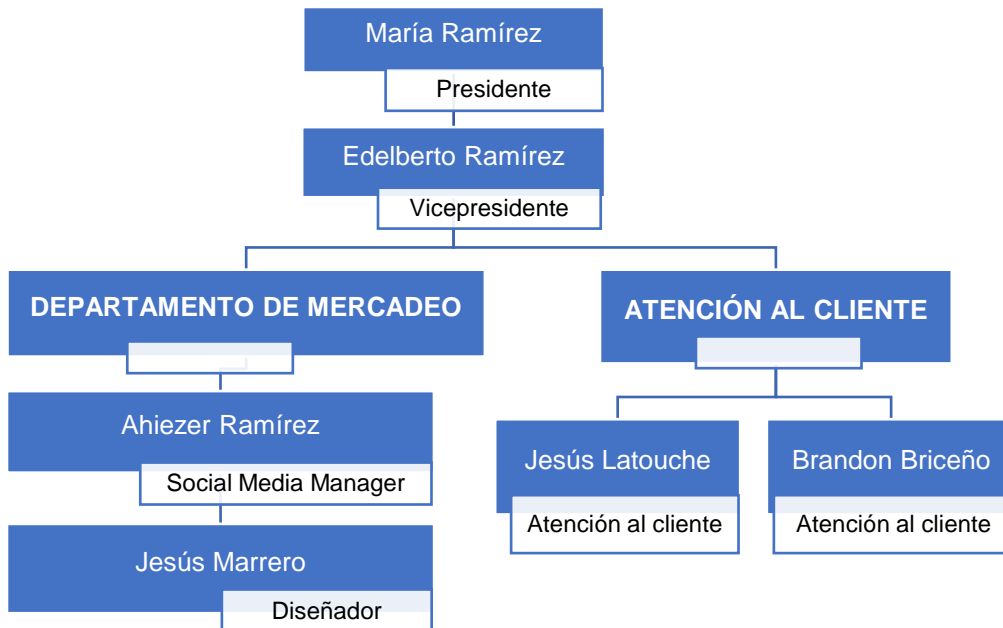 María Ramírez
Presidente
Edelberto Ramírez
Vicepresidente
DEPARTAMENTO DE MERCADEO
ATENCIÓN AL CLIENTE
Ahiezer Ramírez
Social Media Manager
Jesús Latouche
Brandon Briceño
Atención al cliente
Atención al cliente
Jesús Marrero
Diseñador